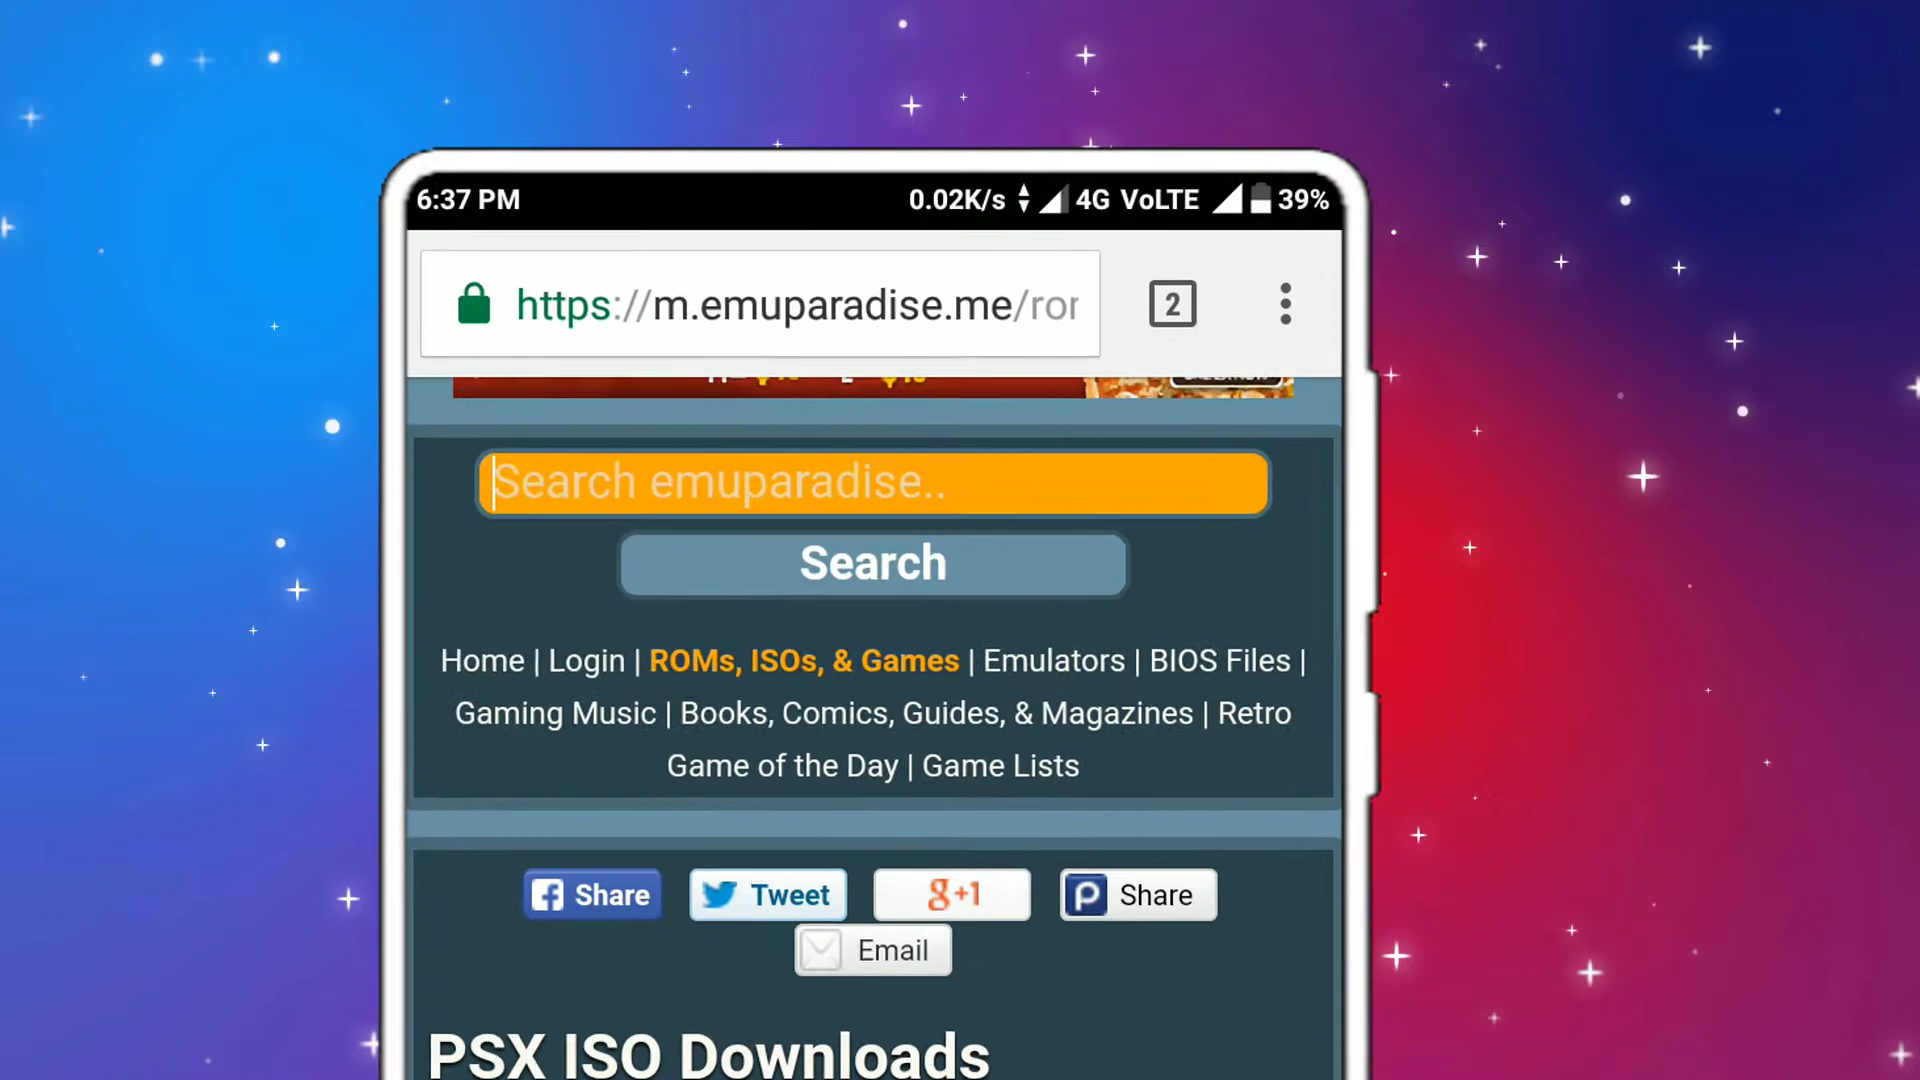 6:37 PM 0.02K/s 4G VoLTE 39%
https://m.emuparadise.me/ror 2
Search emuparadise..
Search
Home | Login | ROMs, ISOs, & Games | Emulators | BIOS Files |
Gaming Music | Books, Comics, Guides, & Magazines | Retro
Game of the Day | Game Lists
Share Tweet g+1 Share
Email
PSX ISO Downloads